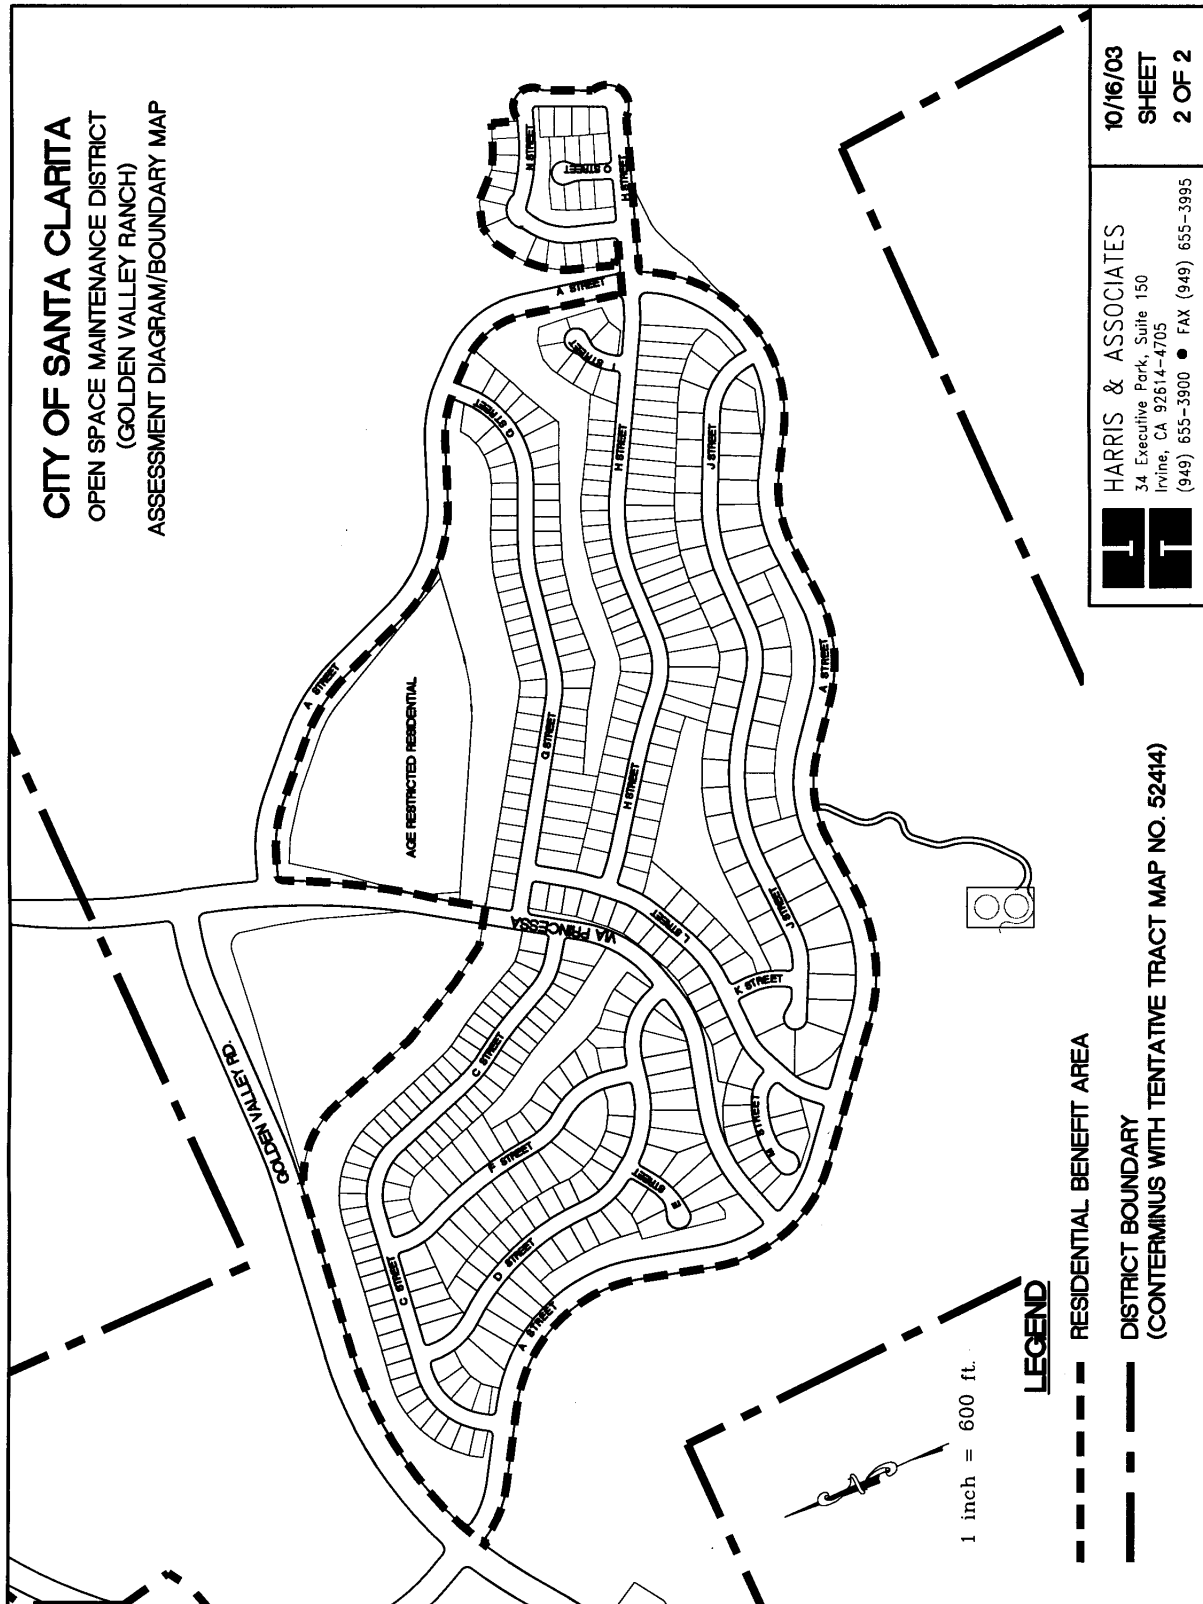 CITY OF SANTA CLARITA
OPEN SPACE MAINTENANCE DISTRICT
(GOLDEN VALLEY RANCH)
ASSESSMENT DIAGRAM/BOUNDARY MAP
N STREET
O STREET
H STREET
A STREET
I STREET
G STREET
H STREET
J STREET
A STREET
AGE RESTRICTED RESIDENTIAL
G STREET
H STREET
A STREET
VIA PRINCESSA
L STREET
J STREET
K STREET
GOLDEN VALLEY RD.
C STREET
F STREET
M STREET
E STREET
C STREET
D STREET
A STREET
1 inch = 600 ft.
LEGEND
RESIDENTIAL BENEFIT AREA
DISTRICT BOUNDARY
(CONTERMINUS WITH TENTATIVE TRACT MAP NO. 52414)
HARRIS & ASSOCIATES
34 Executive Park, Suite 150
Irvine, CA 92614-4705
(949) 655-3900 ● FAX (949) 655-3995
10/16/03
SHEET
2 OF 2